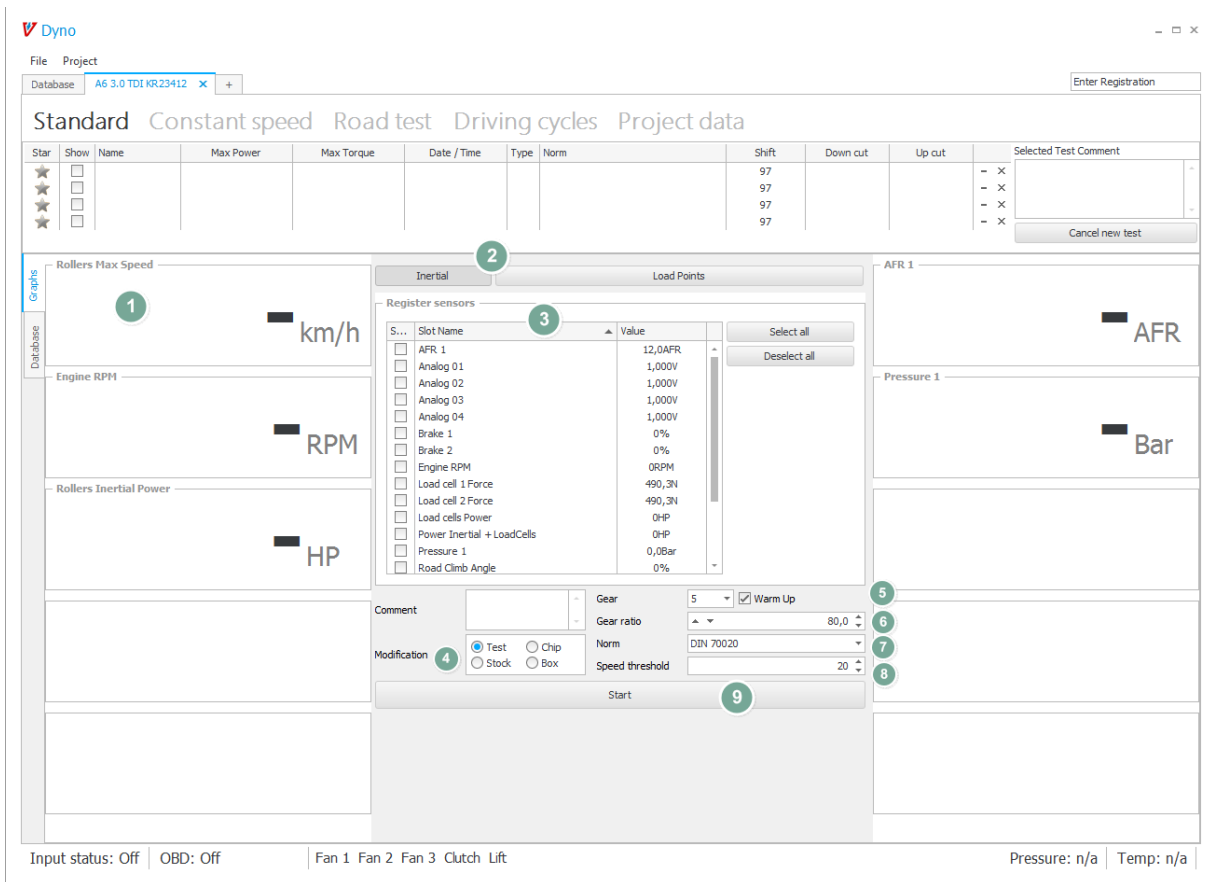 Dyno
File Project
Database A6 3.0 TDI KR23412 × + Enter Registration
Standard Constant speed Road test Driving cycles Project data
Star Show Name Max Power Max Torque Date / Time Type Norm Shift Down cut Up cut Selected Test Comment
97 - ×
97 - ×
97 - ×
97 - ×
Cancel new test
Graphs
Database
Rollers Max Speed
1
- km/h
Engine RPM
- RPM
Rollers Inertial Power
- HP
2
Inertial Load Points
Register sensors
3
S... Slot Name Value
AFR 1 12,0AFR
Analog 01 1,000V
Analog 02 1,000V
Analog 03 1,000V
Analog 04 1,000V
Brake 1 0%
Brake 2 0%
Engine RPM 0RPM
Load cell 1 Force 490,3N
Load cell 2 Force 490,3N
Load cells Power 0HP
Power Inertial +LoadCells 0HP
Pressure 1 0,0Bar
Road Climb Angle 0%
Select all
Deselect all
Comment
Modification 4
Test Chip
Stock Box
Gear 5 Warm Up 5
Gear ratio 80,0 6
Norm DIN 70020 7
Speed threshold 20 8
Start 9
AFR 1
- AFR
Pressure 1
- Bar
Input status: Off OBD: Off Fan 1 Fan 2 Fan 3 Clutch Lift Pressure: n/a Temp: n/a